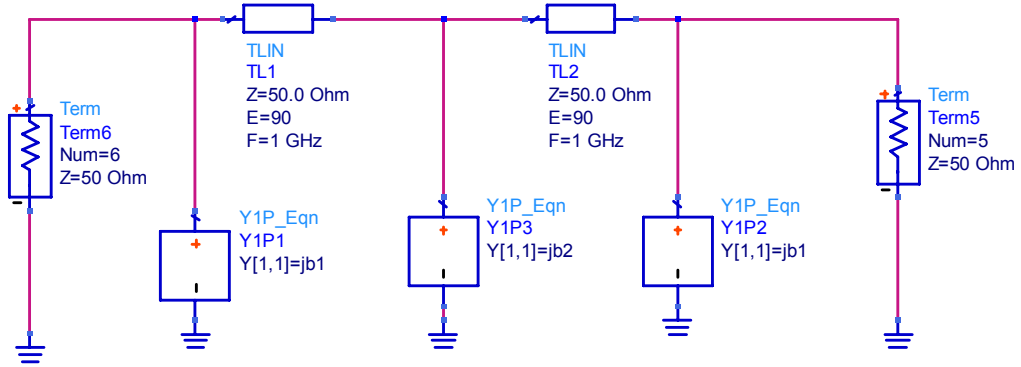 TLIN
TL1
Z=50.0 Ohm
E=90
F=1 GHz
TLIN
TL2
Z=50.0 Ohm
E=90
F=1 GHz
+
Term
Term6
Num=6
Z=50 Ohm
+
Term
Term5
Num=5
Z=50 Ohm
Y1P_Eqn
Y1P1
Y[1,1]=jb1
+
Y1P_Eqn
Y1P3
Y[1,1]=jb2
+
Y1P_Eqn
Y1P2
Y[1,1]=jb1
+